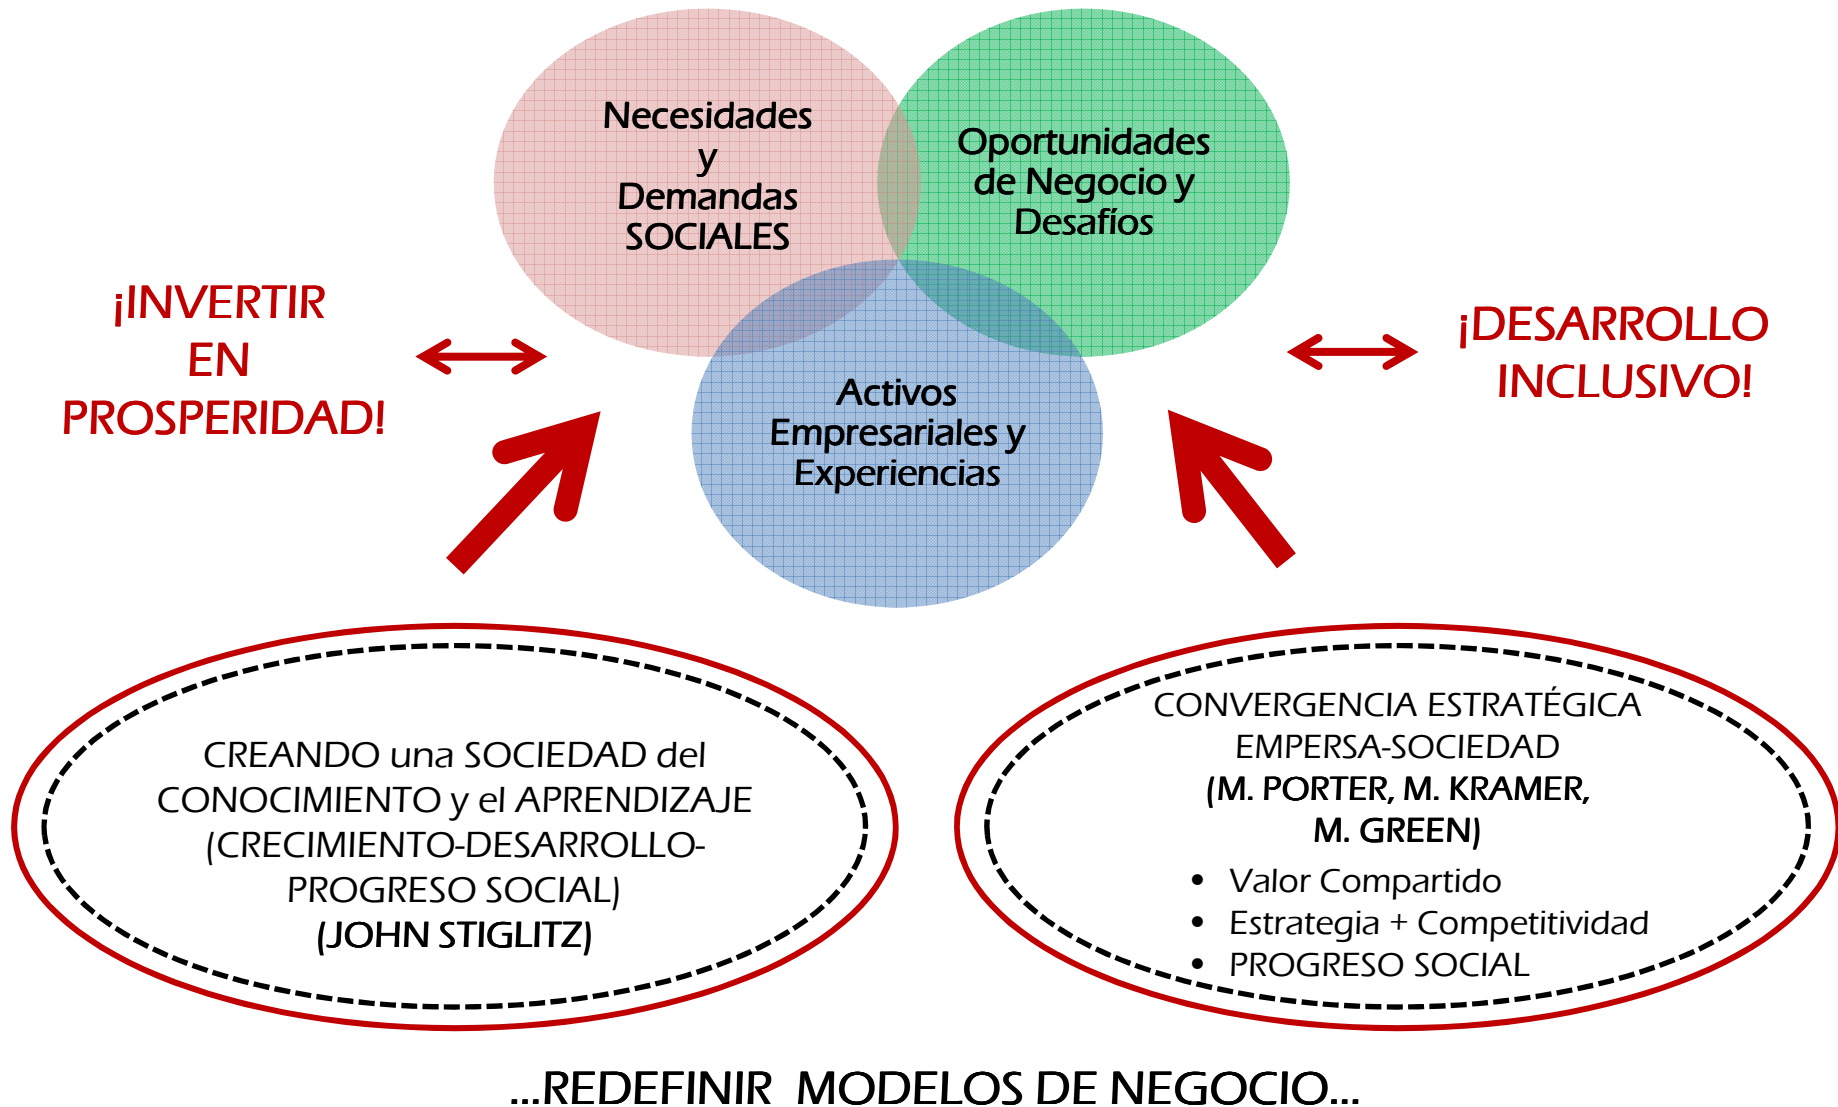 Necesidades
y
Demandas
SOCIALES
Oportunidades
de Negocio y
Desafíos
¡INVERTIR
EN
PROSPERIDAD!
¡DESARROLLO
INCLUSIVO!
Activos
Empresariales y
Experiencias
CREANDO una SOCIEDAD del
CONOCIMIENTO y el APRENDIZAJE
(CRECIMIENTO-DESARROLLO-
PROGRESO SOCIAL)
(JOHN STIGLITZ)
CONVERGENCIA ESTRATÉGICA
EMPERSA-SOCIEDAD
(M. PORTER, M. KRAMER,
M. GREEN)
• Valor Compartido
• Estrategia + Competitividad
• PROGRESO SOCIAL
...REDEFINIR MODELOS DE NEGOCIO...